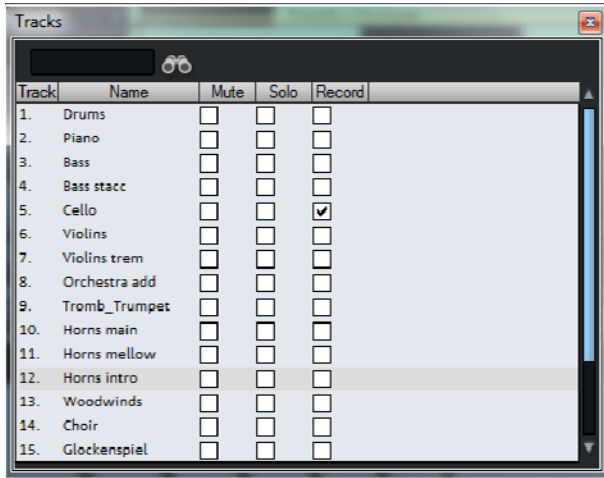 Tracks
Track Name Mute Solo Record
1. Drums
2. Piano
3. Bass
4. Bass stacc
5. Cello
6. Violins
7. Violins trem
8. Orchestra add
9. Tromb_Trumpet
10. Horns main
11. Horns mellow
12. Horns intro
13. Woodwinds
14. Choir
15. Glockenspiel